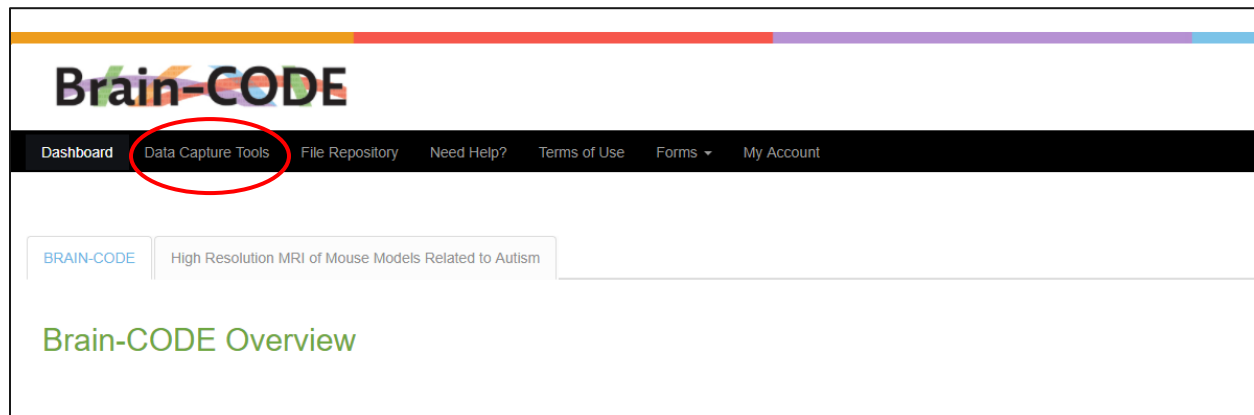 Brain-CODE
Dashboard Data Capture Tools File Repository Need Help? Terms of Use Forms My Account
BRAIN-CODE High Resolution MRI of Mouse Models Related to Autism
Brain-CODE Overview